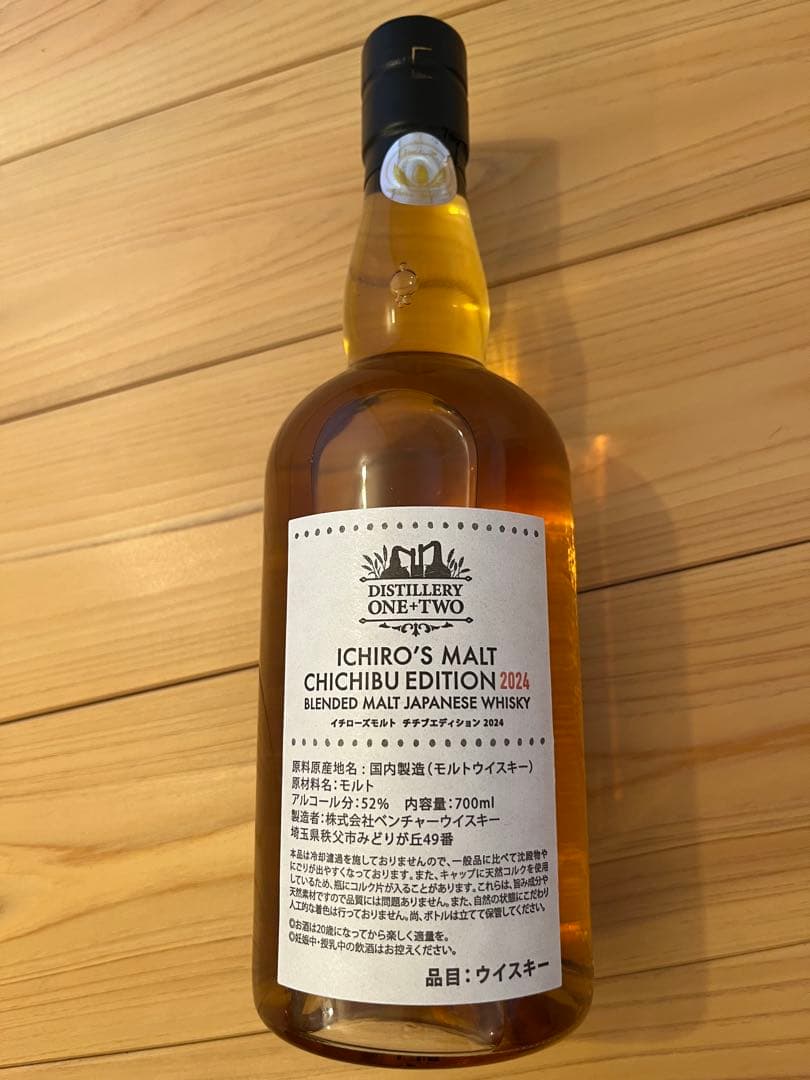 DISTILLERY
ONE+TWO
ICHIRO'S MALT
CHICHIBU EDITION 2024
BLENDED MALT JAPANESE WHISKY
イチローズモルト チチブエディション 2024
原料原産地名：国内製造（モルトウイスキー）
原材料名：モルト
アルコール分：52% 内容量：700ml
製造者：株式会社ベンチャーウイスキー
埼玉県秩父市みどりが丘49番
本品は冷却濾過を施しておりませんので、一般品に比べて沈殿物や
にごりが出やすくなっております。また、キャップに天然コルクを使用
しているため、瓶にコルク片が入ることがあります。これらは、旨み成分や
天然素材ですので品質には問題ありません。また、自然の状態にこだわり
人工的な着色は行っておりません。尚、ボトルは立てて保管してください。
◎お酒は20歳になってから楽しく適量を。
◎妊娠中・授乳中の飲酒はお控えください。
品目：ウイスキー